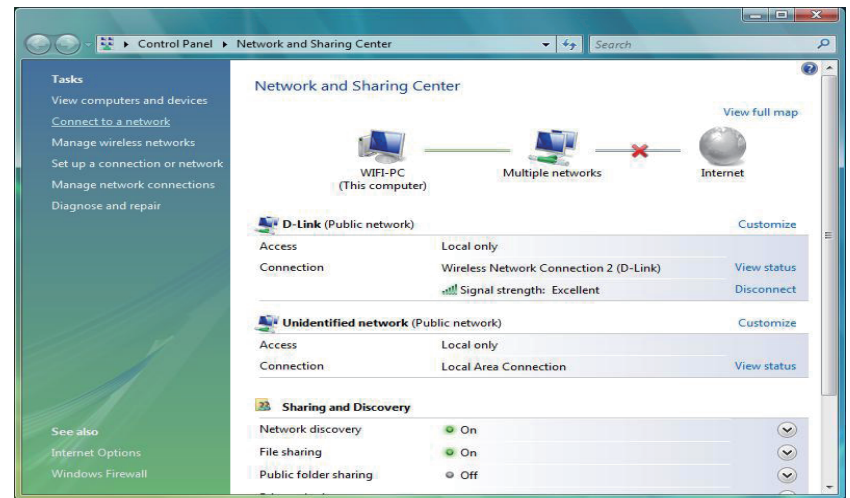 Control Panel ▸ Network and Sharing Center
Search
Tasks
View computers and devices
Connect to a network
Manage wireless networks
Set up a connection or network
Manage network connections
Diagnose and repair
See also
Internet Options
Windows Firewall
Network and Sharing Center
View full map
WIFI-PC
(This computer)
Multiple networks
Internet
D-Link (Public network) Customize
Access Local only
Connection Wireless Network Connection 2 (D-Link) View status
Signal strength: Excellent Disconnect
Unidentified network (Public network) Customize
Access Local only
Connection Local Area Connection View status
Sharing and Discovery
Network discovery On
File sharing On
Public folder sharing Off